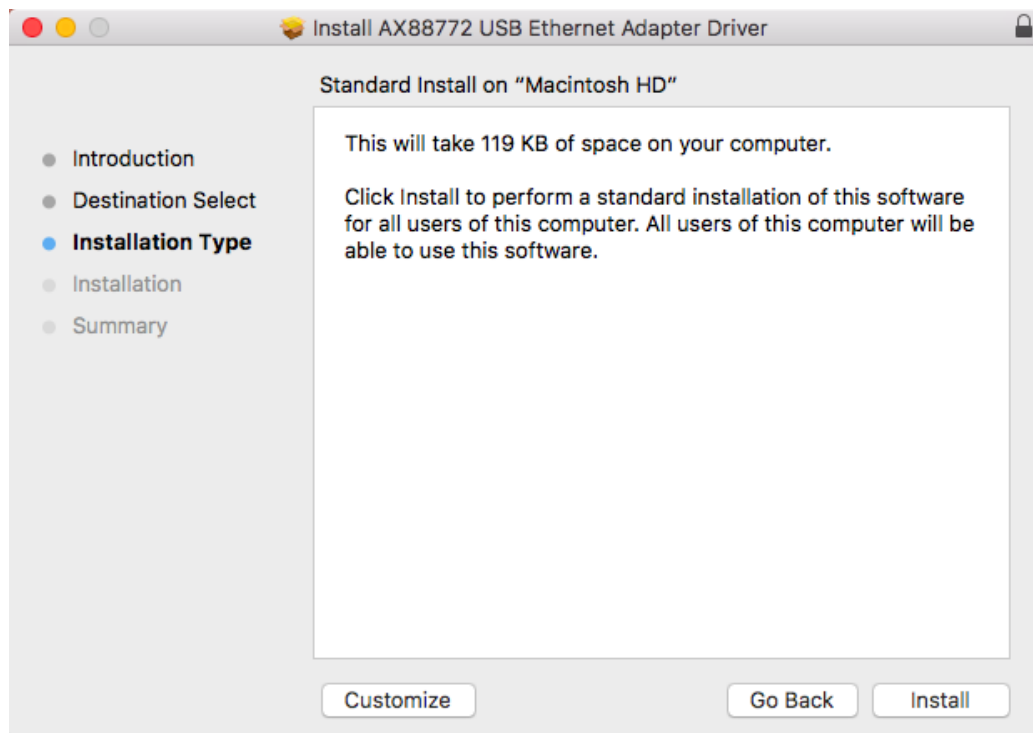 Install AX88772 USB Ethernet Adapter Driver
Standard Install on “Macintosh HD”
Introduction
Destination Select
Installation Type
Installation
Summary
This will take 119 KB of space on your computer.
Click Install to perform a standard installation of this software
for all users of this computer. All users of this computer will be
able to use this software.
Customize
Go Back
Install